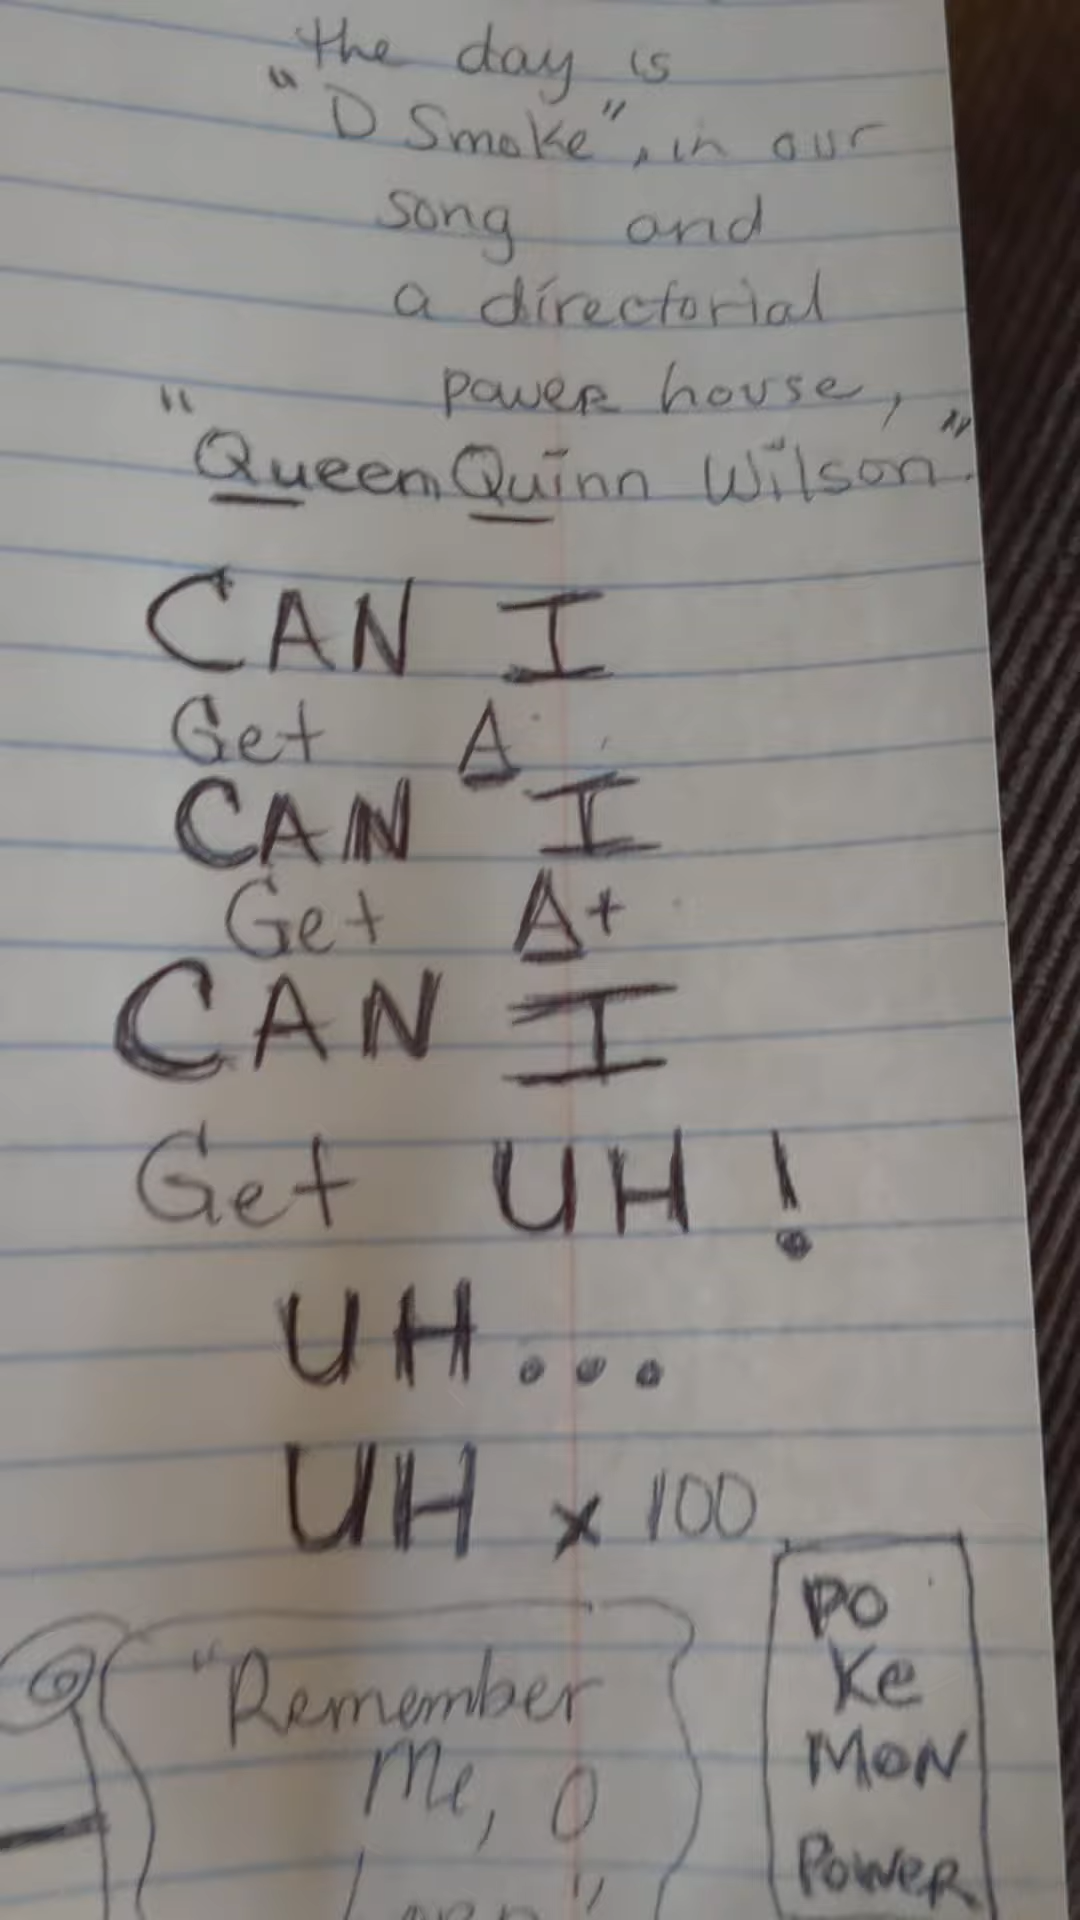 the day is
"D Smoke", in our
song and
a directorial
power house,
"Queen Quinn Wilson".
CAN I
Get A
CAN I
Get A+
CAN I
Get UH!
UH...
UH x 100
"Remember
Me, O
Lord"
PO
Ke
MON
POWER